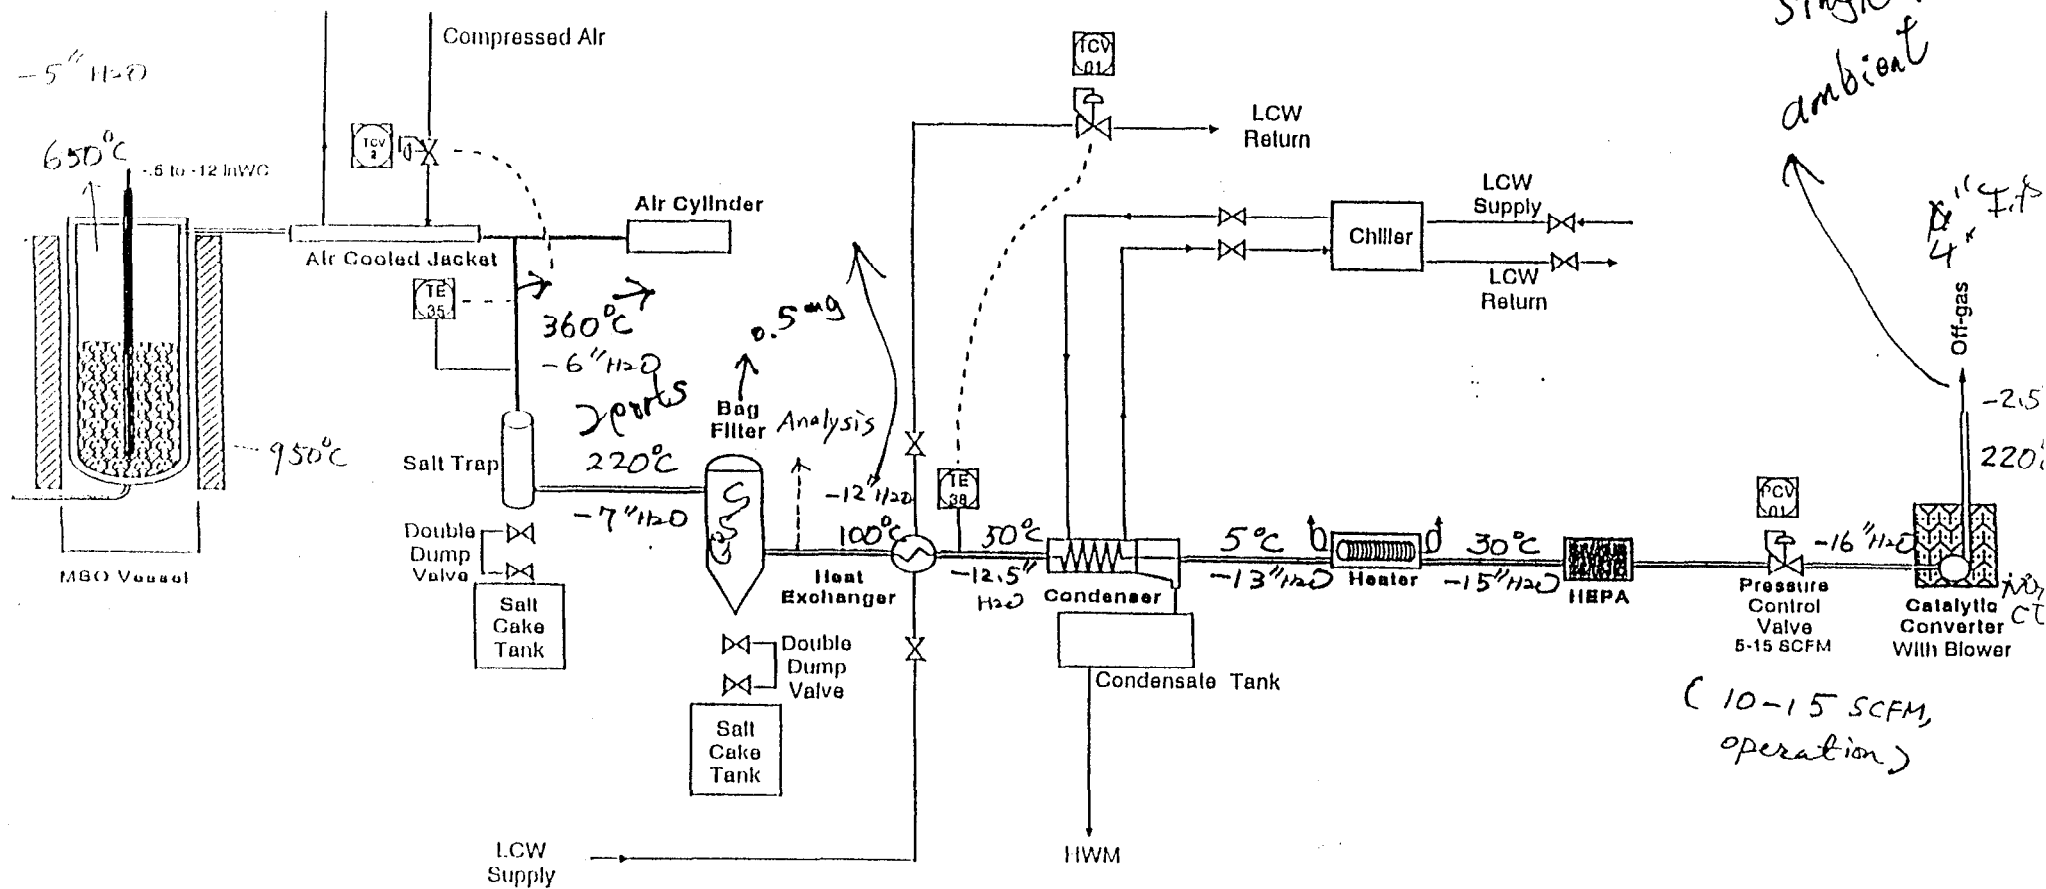 Compressed Air
-5" H2O
650°C
-.5 to -12 InWC
TCV
2
Air Cooled Jacket
Air Cylinder
TE
35
360°C
-6" H2O
2 ports
220°C
-7" H2O
950°C
MSO Vessel
Salt Trap
Double
Dump
Valve
Salt
Cake
Tank
0.5 mg
Bag
Filter
Analysis
-12" H2O
100°C
Heat
Exchanger
Double
Dump
Valve
Salt
Cake
Tank
LCW
Supply
TCV
01
LCW
Return
TE
38
50°C
-12.5"
H2O
Condenser
Condensate Tank
HWM
Chiller
LCW
Supply
LCW
Return
5°C
-13" H2O
Heater
30°C
-15" H2O
HEPA
PCV
01
Pressure
Control
Valve
5-15 SCFM
(10-15 SCFM,
operation)
-16" H2O
Catalytic
Converter
With Blower
Off-gas
4"
-2.5
220
ambient